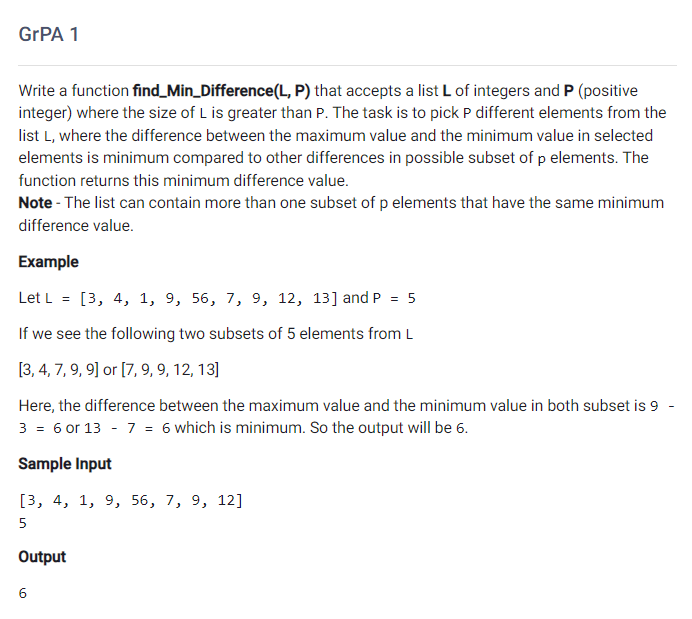 GrPA 1
Write a function find_Min_Difference(L, P) that accepts a list L of integers and P (positive
integer) where the size of L is greater than P. The task is to pick P different elements from the
list L, where the difference between the maximum value and the minimum value in selected
elements is minimum compared to other differences in possible subset of p elements. The
function returns this minimum difference value.
Note - The list can contain more than one subset of p elements that have the same minimum
difference value.
Example
Let L = [3, 4, 1, 9, 56, 7, 9, 12, 13] and P = 5
If we see the following two subsets of 5 elements from L
[3, 4, 7, 9, 9] or [7, 9, 9, 12, 13]
Here, the difference between the maximum value and the minimum value in both subset is 9 -
3 = 6 or 13 - 7 = 6 which is minimum. So the output will be 6.
Sample Input
[3, 4, 1, 9, 56, 7, 9, 12]
5
Output
6